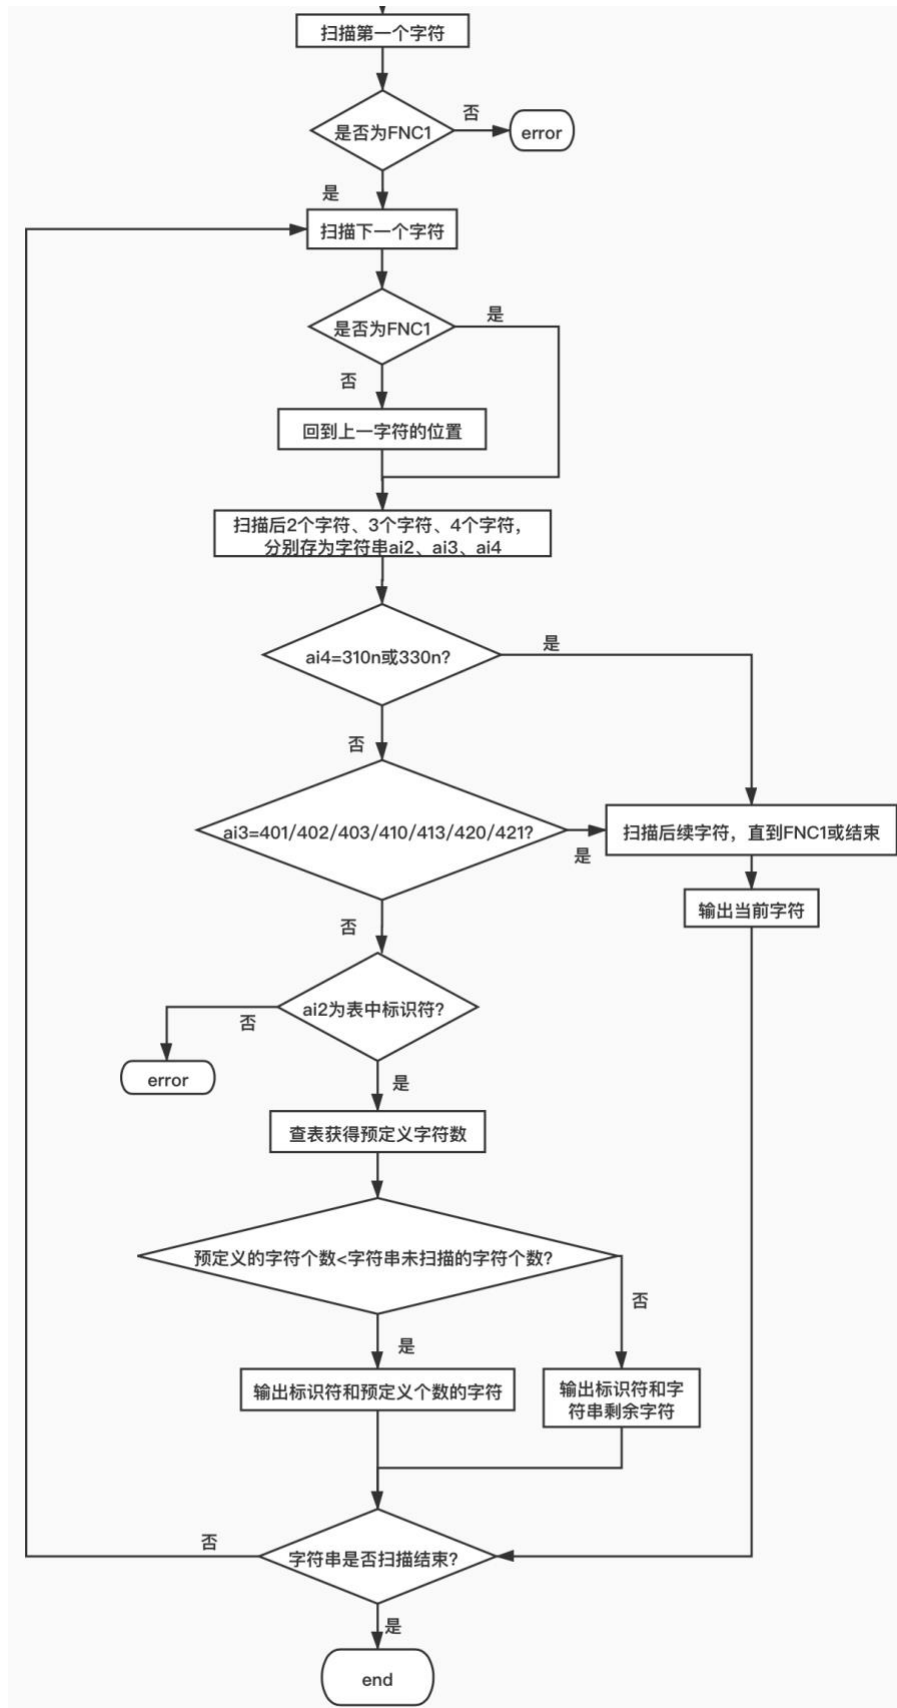 扫描第一个字符
是否为FNC1
否
error
是
扫描下一个字符
是否为FNC1
是
否
回到上一字符的位置
扫描后2个字符、3个字符、4个字符,
分别存为字符串ai2、ai3、ai4
ai4=310n或330n?
是
否
ai3=401/402/403/410/413/420/421?
是
扫描后续字符，直到FNC1或结束
输出当前字符
否
ai2为表中标识符?
否
error
是
查表获得预定义字符数
预定义的字符个数<字符串未扫描的字符个数?
否
是
输出标识符和预定义个数的字符
输出标识符和字
符串剩余字符
字符串是否扫描结束?
否
是
end